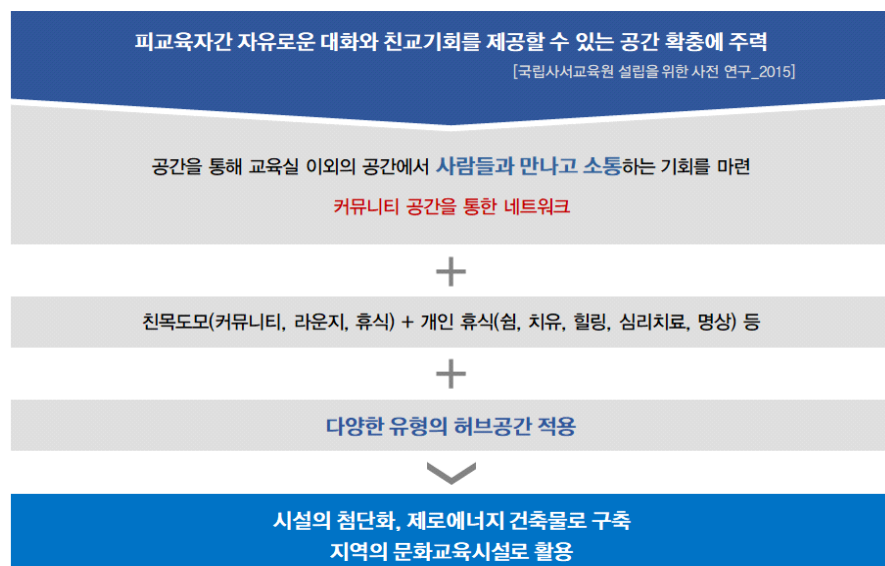 피교육자간 자유로운 대화와 친교기회를 제공할 수 있는 공간 확충에 주력
[국립사서교육원 설립을 위한 사전 연구_2015]
공간을 통해 교육실 이외의 공간에서 사람들과 만나고 소통하는 기회를 마련
커뮤니티 공간을 통한 네트워크
+
친목도모(커뮤니티, 라운지, 휴식) + 개인 휴식(쉼, 치유, 힐링, 심리치료, 명상) 등
+
다양한 유형의 허브공간 적용
시설의 첨단화, 제로에너지 건축물로 구축
지역의 문화교육시설로 활용